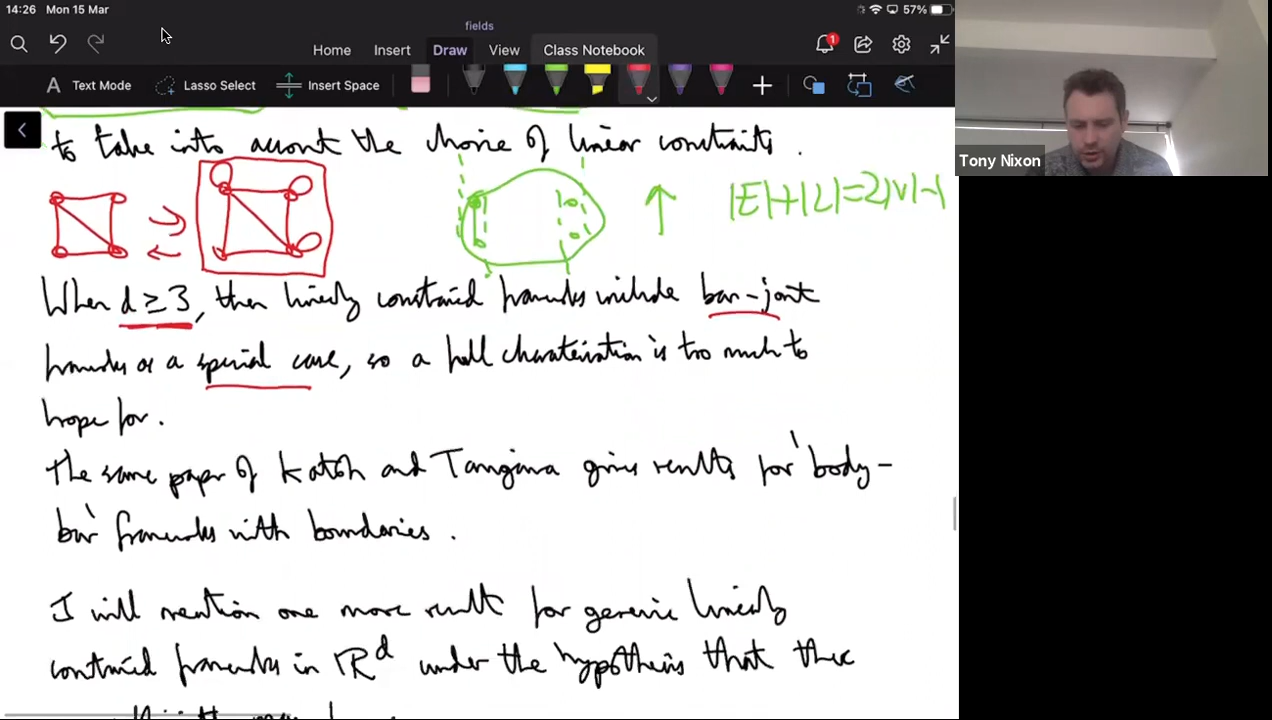 14:26 Mon 15 Mar
57%
fields
Home Insert Draw View Class Notebook
1
Text Mode Lasso Select Insert Space
to take into account the choice of linear constraints.
|E|+|L|=2|V|-1
When d ≥ 3, then linearly constrained frameworks include bar-joint
frameworks as a special case, so a full characterisation is too much to
hope for.
The same paper of Katoh and Tanigawa gives results for 'body-
bar' frameworks with boundaries.
I will mention one more result for generic linearly
constrained frameworks in ℝᵈ under the hypothesis that there
Tony Nixon